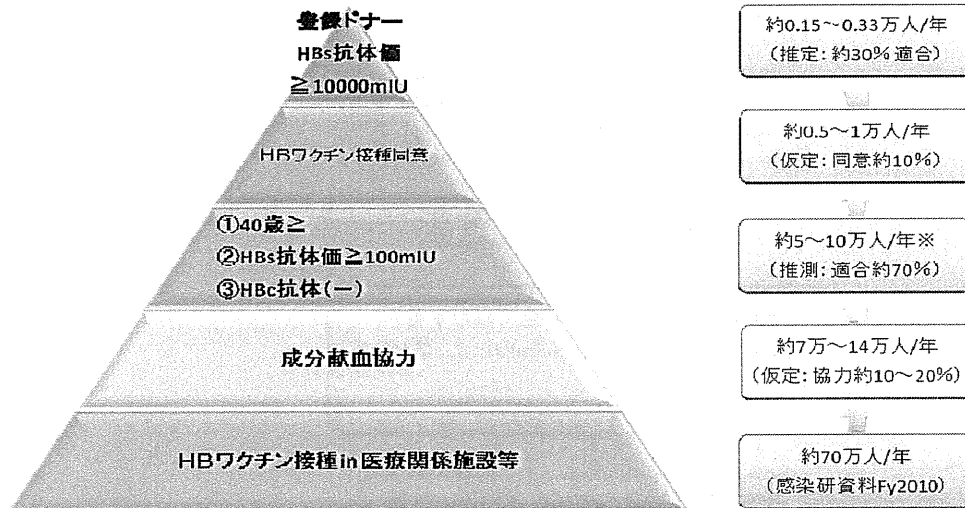 登録ドナー
HBs抗体価
≧10000mIU
HBワクチン接種同意
①40歳≧
②HBs抗体価≧100mIU
③HBc抗体(ー)
成分献血協力
HBワクチン接種in医療関係施設等
約0.15～0.33万人/年
（推定: 約30% 適合）
約0.5～1万人/年
（仮定: 同意約10%）
約5～10万人/年※
（推測: 適合約70%）
約7万～14万人/年
（仮定: 協力約10～20%）
約70万人/年
（感染研資料Fy2010）